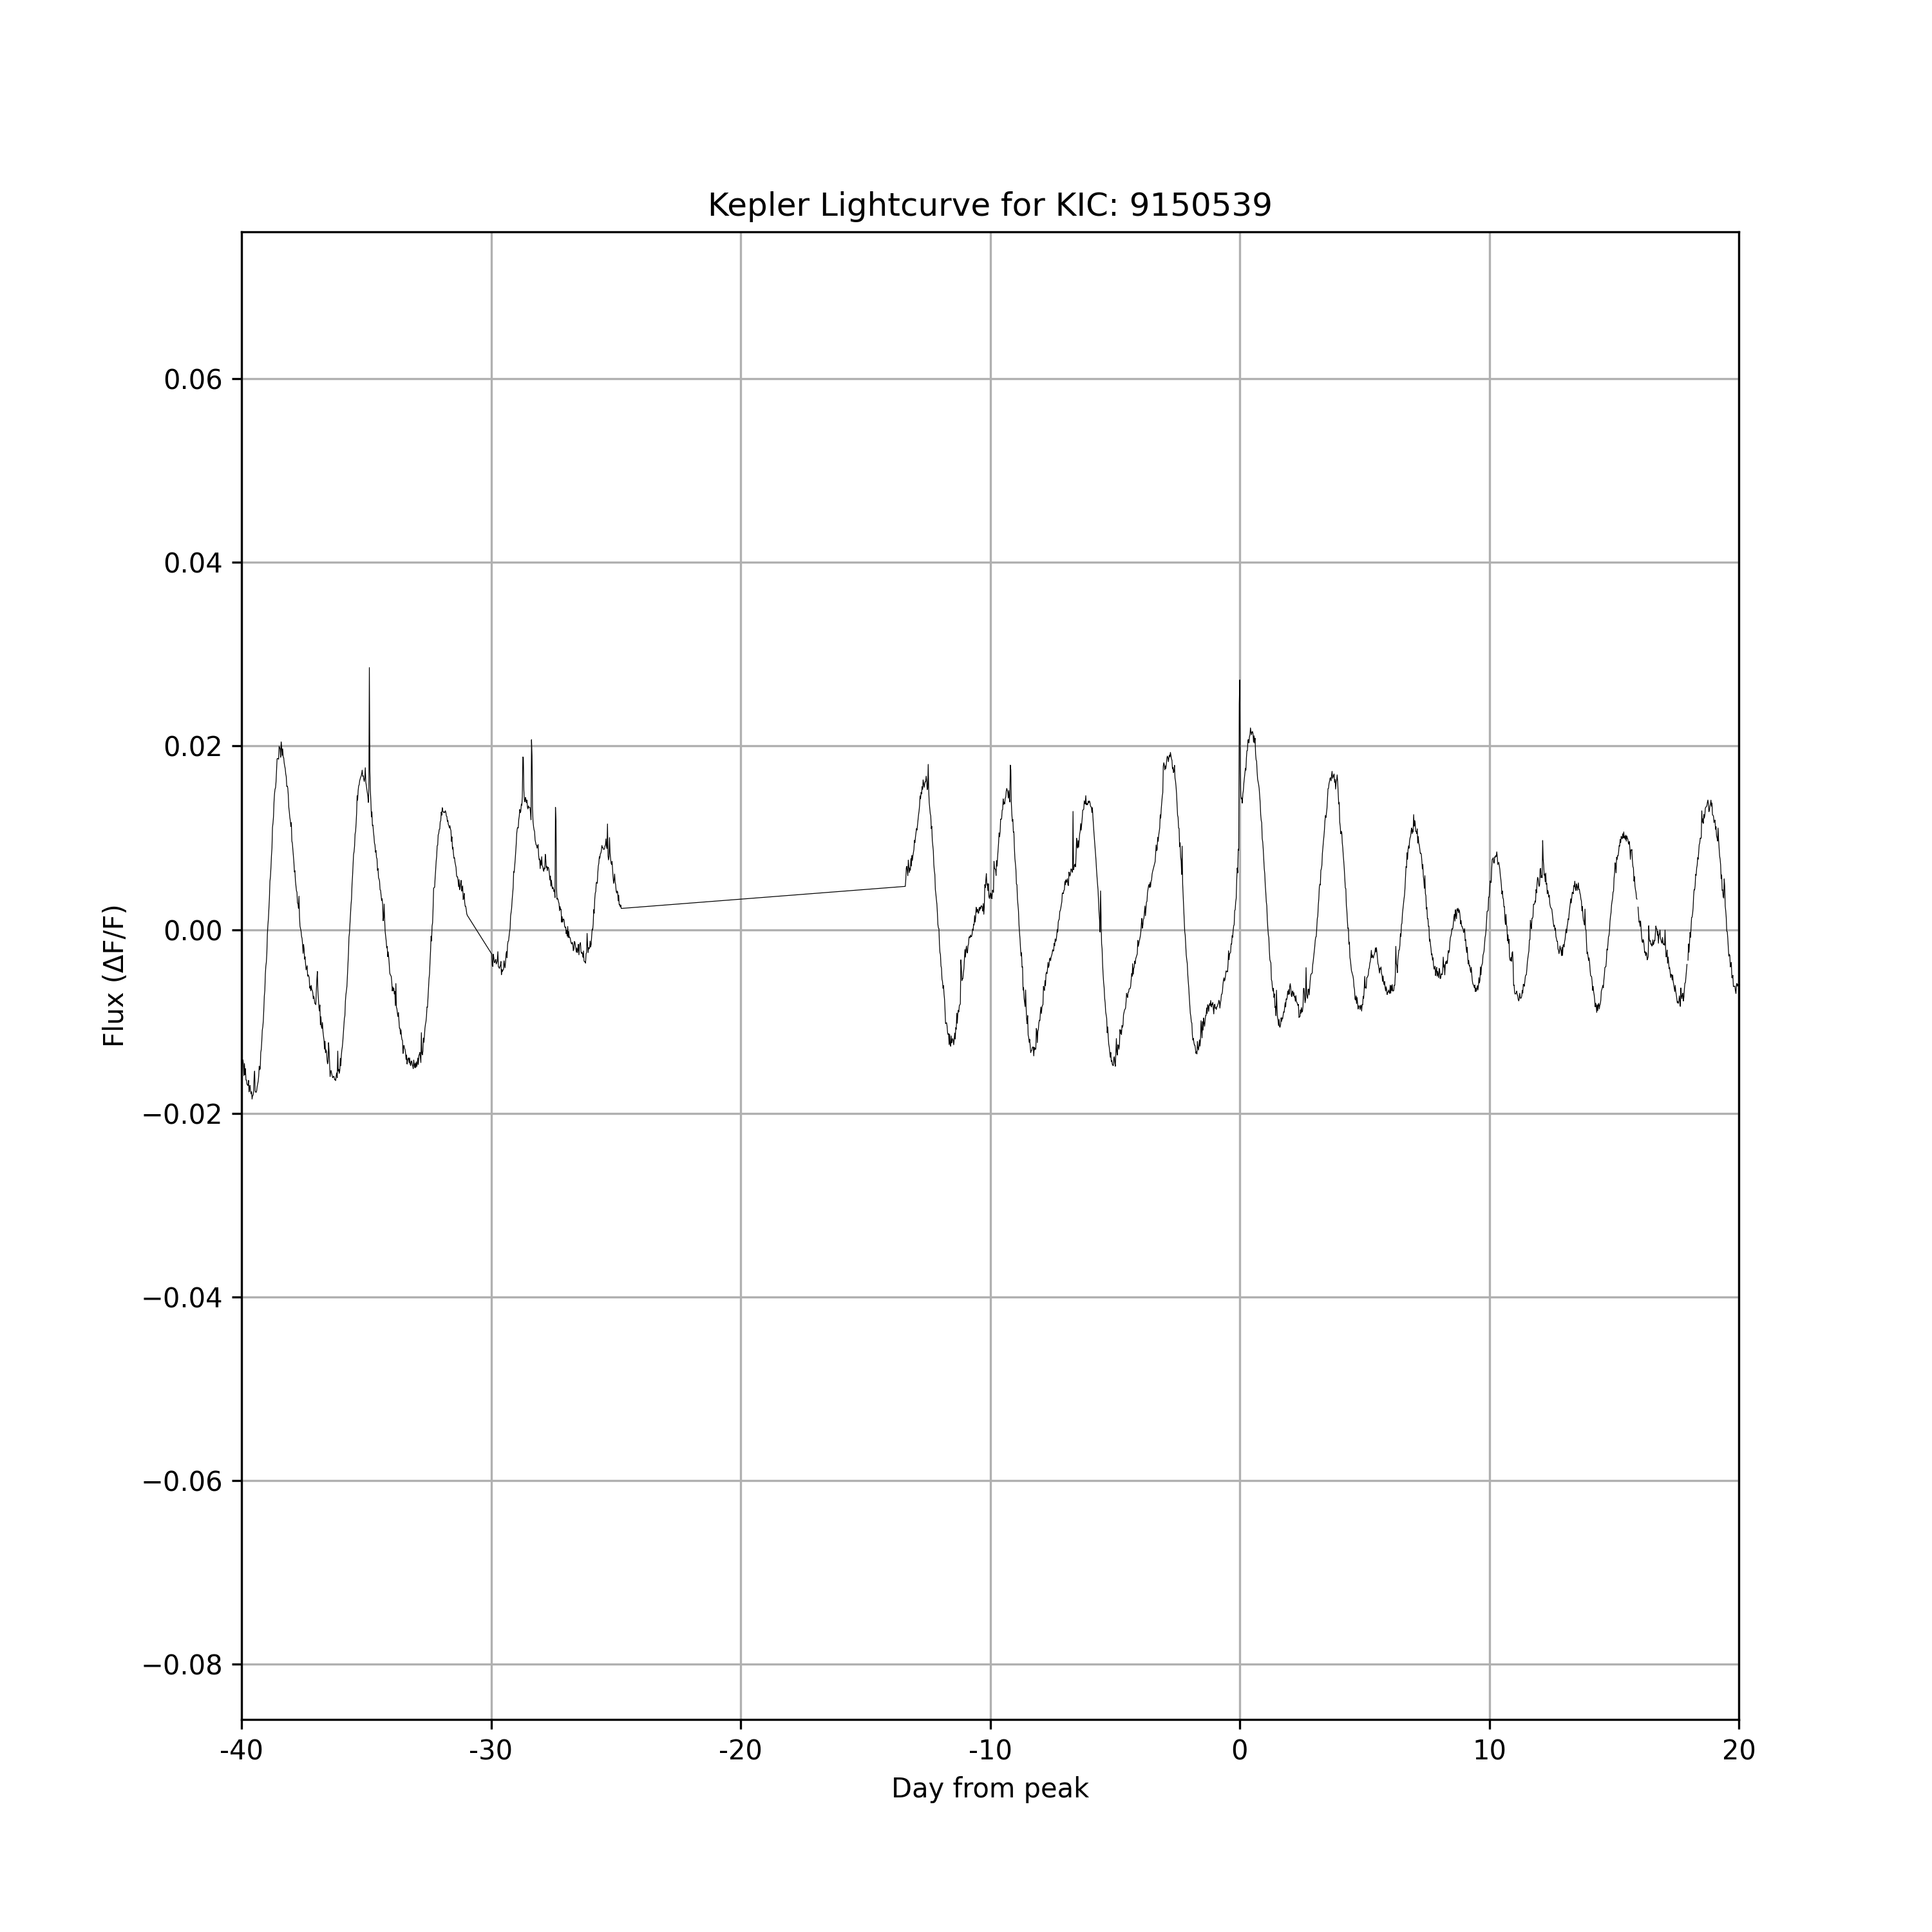 Kepler Lightcurve for KIC: 9150539
Flux (ΔF/F)
0.06
0.04
0.02
0.00
−0.02
−0.04
−0.06
−0.08
-40 -30 -20 -10 0 10 20
Day from peak